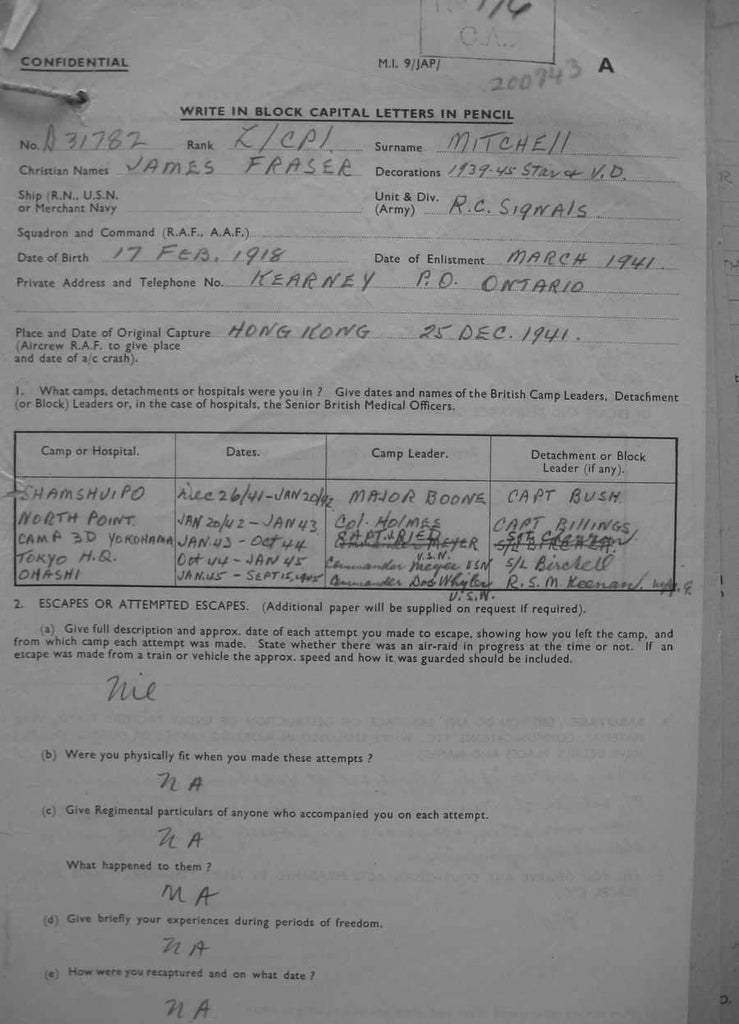 CONFIDENTIAL
M.I. 9/JAP/
A
200743
WRITE IN BLOCK CAPITAL LETTERS IN PENCIL
No. D 31782 Rank L/CPl Surname MITCHEll
Christian Names JAMES FRASER Decorations 1939-45 Star & V.D.
Ship (R.N., U.S.N. or Merchant Navy
Unit & Div. (Army) R.C. SIGNAlS
Squadron and Command (R.A.F., A.A.F.)
Date of Birth 17 FEB. 1918 Date of Enlistment MARCH 1941
Private Address and Telephone No. KEARNEY P.O. ONTARIO
Place and Date of Original Capture HONG KONG 25 DEC. 1941.
(Aircrew R.A.F. to give place
and date of a/c crash).
1. What camps, detachments or hospitals were you in ? Give dates and names of the British Camp Leaders, Detachment
(or Block) Leaders or, in the case of hospitals, the Senior British Medical Officers.
Camp or Hospital. Dates. Camp Leader. Detachment or Block Leader (if any).
SHAMSHUIPO Dec 26/41-JAN 20/42 MAJOR BOONE CAPT BUSH
NORTH POINT JAN 20/42 - JAN 43 Col. HOLMES CAPT BILLINGS
CAMP 3D YOKOHAMA JAN 43 - Oct 44 CAPT. REID
TOKYO H.Q. Oct 44 - JAN 45 Commander Meyer USN S/L Birchell
OHASHI JAN. 45 - SEPT 15, 1945 Commander U.S.N. R.S.M. Keenan
2. ESCAPES OR ATTEMPTED ESCAPES. (Additional paper will be supplied on request if required).
(a) Give full description and approx. date of each attempt you made to escape, showing how you left the camp, and
from which camp each attempt was made. State whether there was an air-raid in progress at the time or not. If an
escape was made from a train or vehicle the approx. speed and how it was guarded should be included.
Nil
(b) Were you physically fit when you made these attempts ?
N A
(c) Give Regimental particulars of anyone who accompanied you on each attempt.
N A
What happened to them ?
N A
(d) Give briefly your experiences during periods of freedom.
N A
(e) How were you recaptured and on what date ?
N A